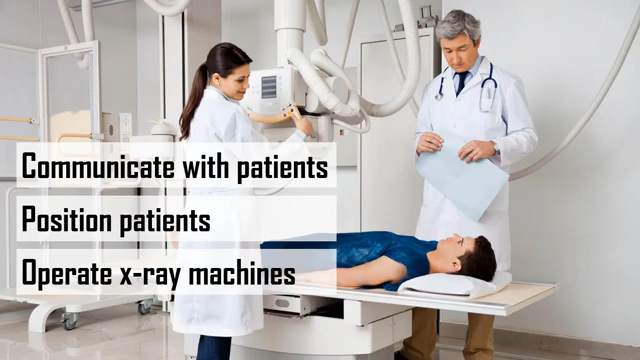 Communicate with patients
Position patients
Operate x-ray machines